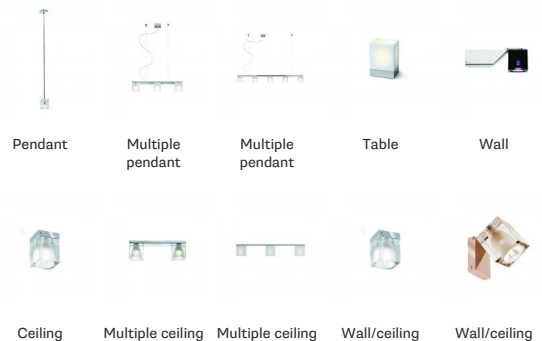 Pendant
Multiple
pendant
Multiple
pendant
Table
Wall
Ceiling
Multiple ceiling
Multiple ceiling
Wall/ceiling
Wall/ceiling